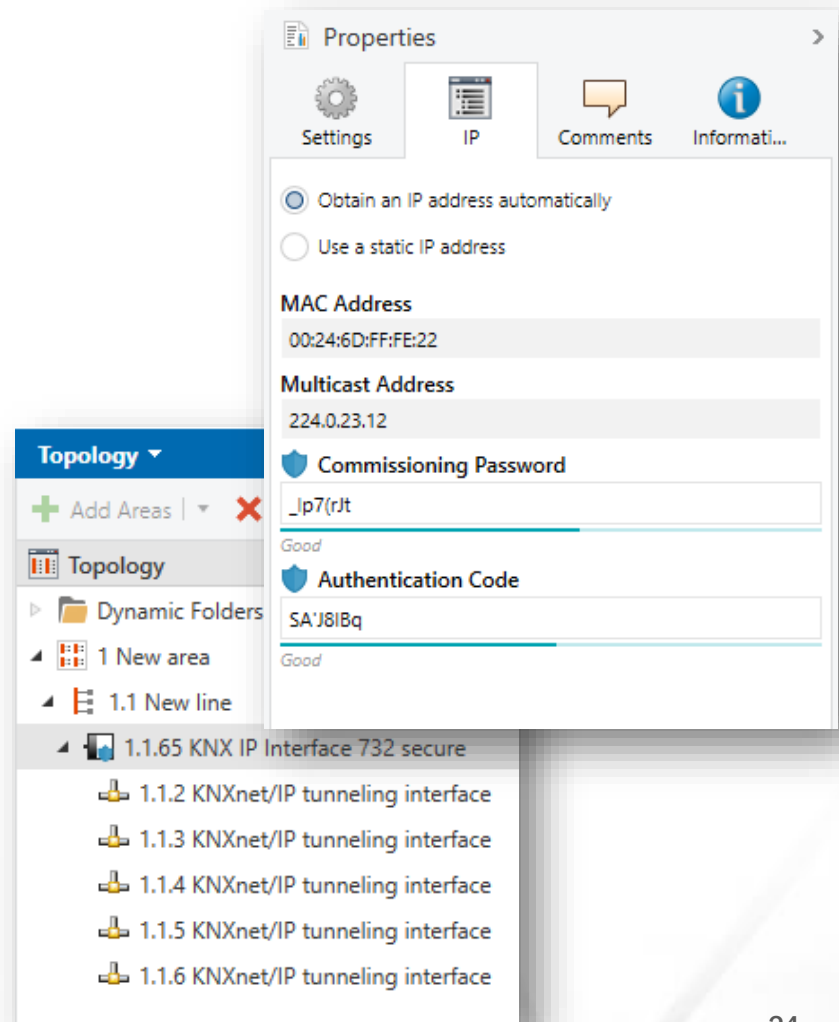 Properties
Settings
IP
Comments
Informati...
Obtain an IP address automatically
Use a static IP address
MAC Address
00:24:6D:FF:FE:22
Multicast Address
224.0.23.12
Commissioning Password
Good
Authentication Code
Good
Topology
Add Areas
Topology
Dynamic Folders
1 New area
1.1 New line
1.1.65 KNX IP Interface 732 secure
1.1.2 KNXnet/IP tunneling interface
1.1.3 KNXnet/IP tunneling interface
1.1.4 KNXnet/IP tunneling interface
1.1.5 KNXnet/IP tunneling interface
1.1.6 KNXnet/IP tunneling interface